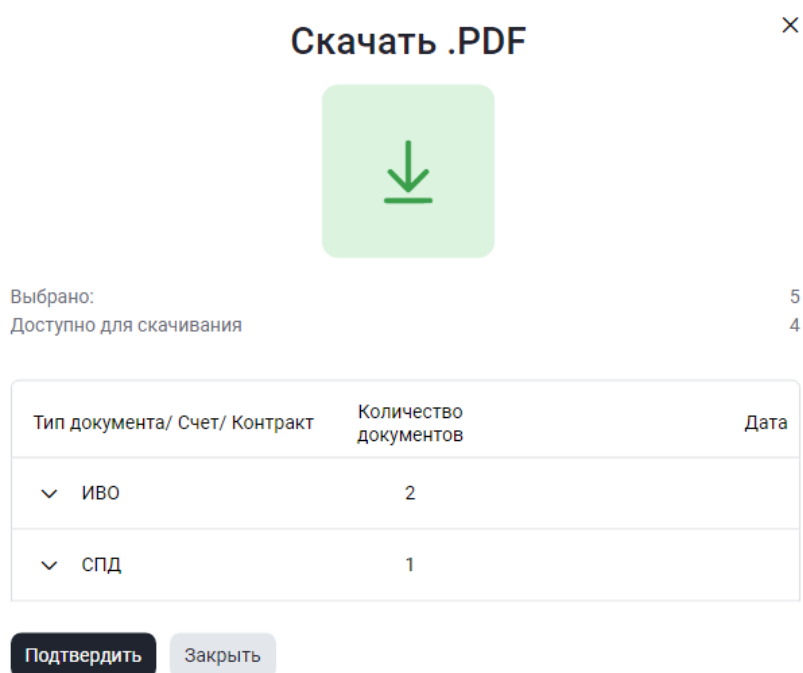 Скачать .PDF
Выбрано: 5
Доступно для скачивания 4
Тип документа/ Счет/ Контракт Количество документов Дата
ИВО 2
СПД 1
Подтвердить Закрыть